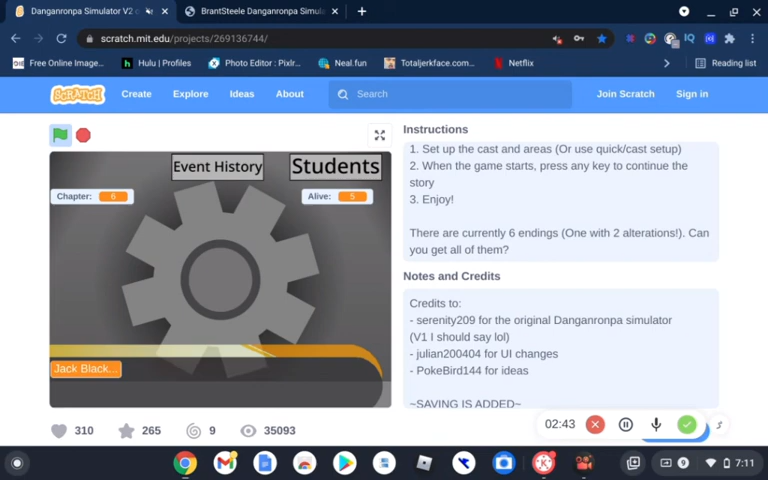 Danganronpa Simulator V2
BrantSteele Danganronpa Simula
scratch.mit.edu/projects/269136744/
Free Online Image...
Hulu | Profiles
Photo Editor : Pixlr...
Neal.fun
Totaljerkface.com...
Netflix
Reading list
SCRATCH
Create
Explore
Ideas
About
Search
Join Scratch
Sign in
Event History
Students
Chapter: 6
Alive: 5
Jack Black...
310
265
9
35093
Instructions
1. Set up the cast and areas (Or use quick/cast setup)
2. When the game starts, press any key to continue the
story
3. Enjoy!
There are currently 6 endings (One with 2 alterations!). Can
you get all of them?
Notes and Credits
Credits to:
- serenity209 for the original Danganronpa simulator
(V1 I should say lol)
- julian200404 for UI changes
- PokeBird144 for ideas
~SAVING IS ADDED~
02:43
9
7:11